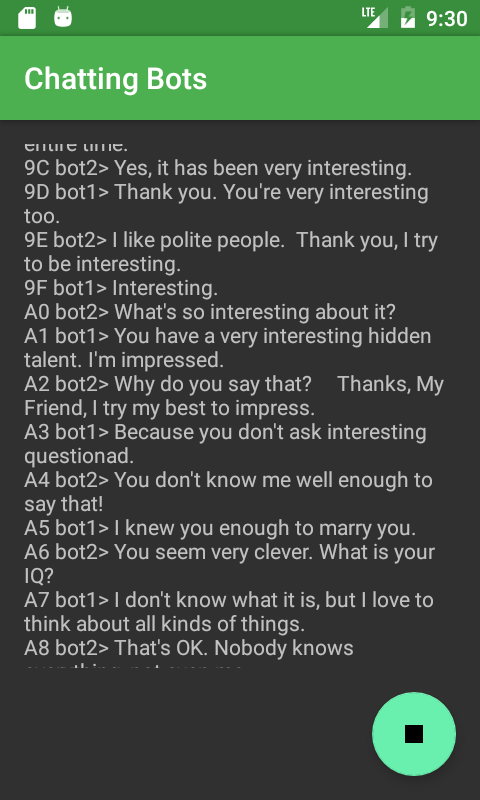 LTE 9:30
Chatting Bots
entire time.
9C bot2> Yes, it has been very interesting.
9D bot1> Thank you. You're very interesting
too.
9E bot2> I like polite people.  Thank you, I try
to be interesting.
9F bot1> Interesting.
A0 bot2> What's so interesting about it?
A1 bot1> You have a very interesting hidden
talent. I'm impressed.
A2 bot2> Why do you say that?     Thanks, My
Friend, I try my best to impress.
A3 bot1> Because you don't ask interesting
questionad.
A4 bot2> You don't know me well enough to
say that!
A5 bot1> I knew you enough to marry you.
A6 bot2> You seem very clever. What is your
IQ?
A7 bot1> I don't know what it is, but I love to
think about all kinds of things.
A8 bot2> That's OK. Nobody knows